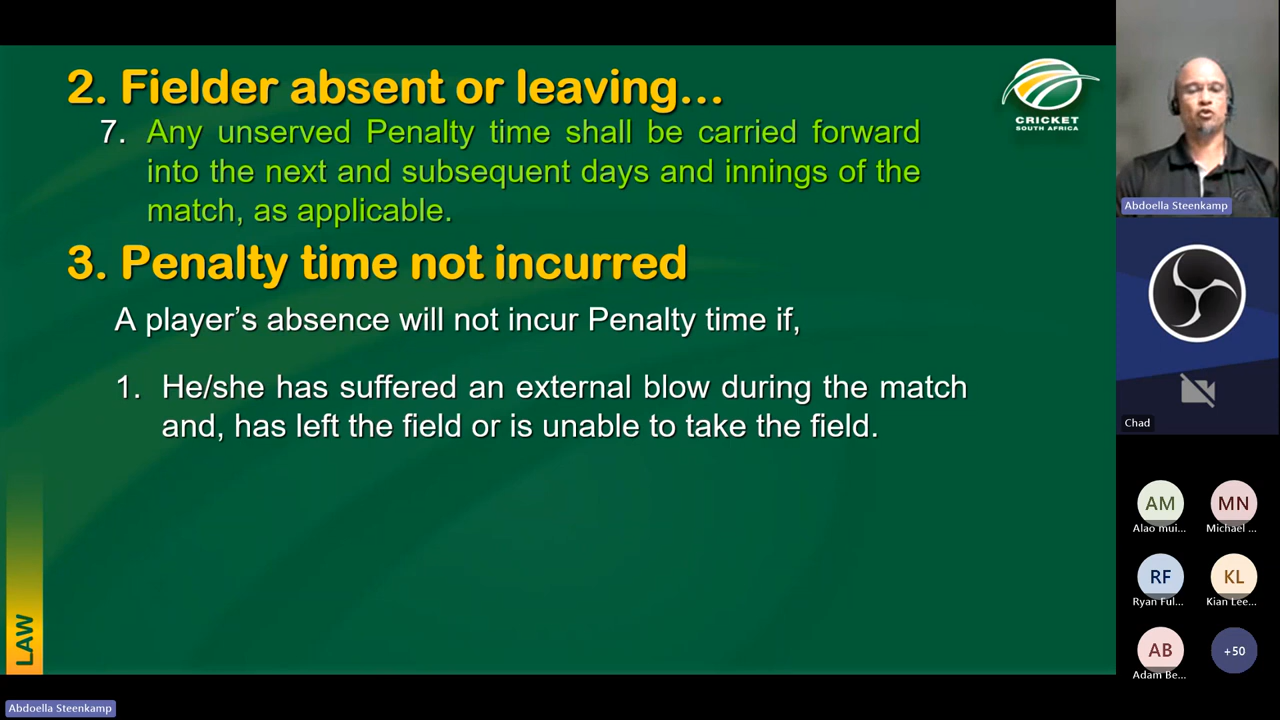 2. Fielder absent or leaving...
7. Any unserved Penalty time shall be carried forward
into the next and subsequent days and innings of the
match, as applicable.
3. Penalty time not incurred
A player's absence will not incur Penalty time if,
1. He/she has suffered an external blow during the match
and, has left the field or is unable to take the field.
CRICKET
SOUTH AFRICA
LAW
Abdoella Steenkamp
Abdoella Steenkamp
Chad
AM
Alao mui...
MN
Michael ...
RF
Ryan Ful...
KL
Kian Lee...
AB
Adam Be...
+50